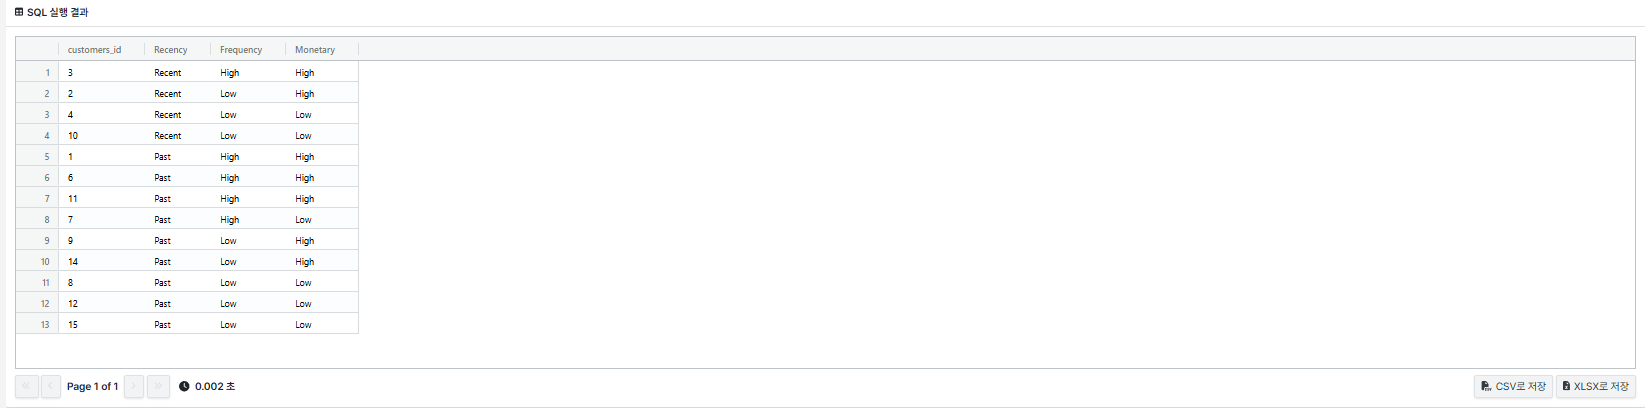 SQL 실행 결과
customers_id Recency Frequency Monetary
1 3 Recent High High
2 2 Recent Low High
3 4 Recent Low Low
4 10 Recent Low Low
5 1 Past High High
6 6 Past High High
7 11 Past High High
8 7 Past High Low
9 9 Past Low High
10 14 Past Low High
11 8 Past Low Low
12 12 Past Low Low
13 15 Past Low Low
Page 1 of 1 0.002 초 CSV로 저장 XLSX로 저장